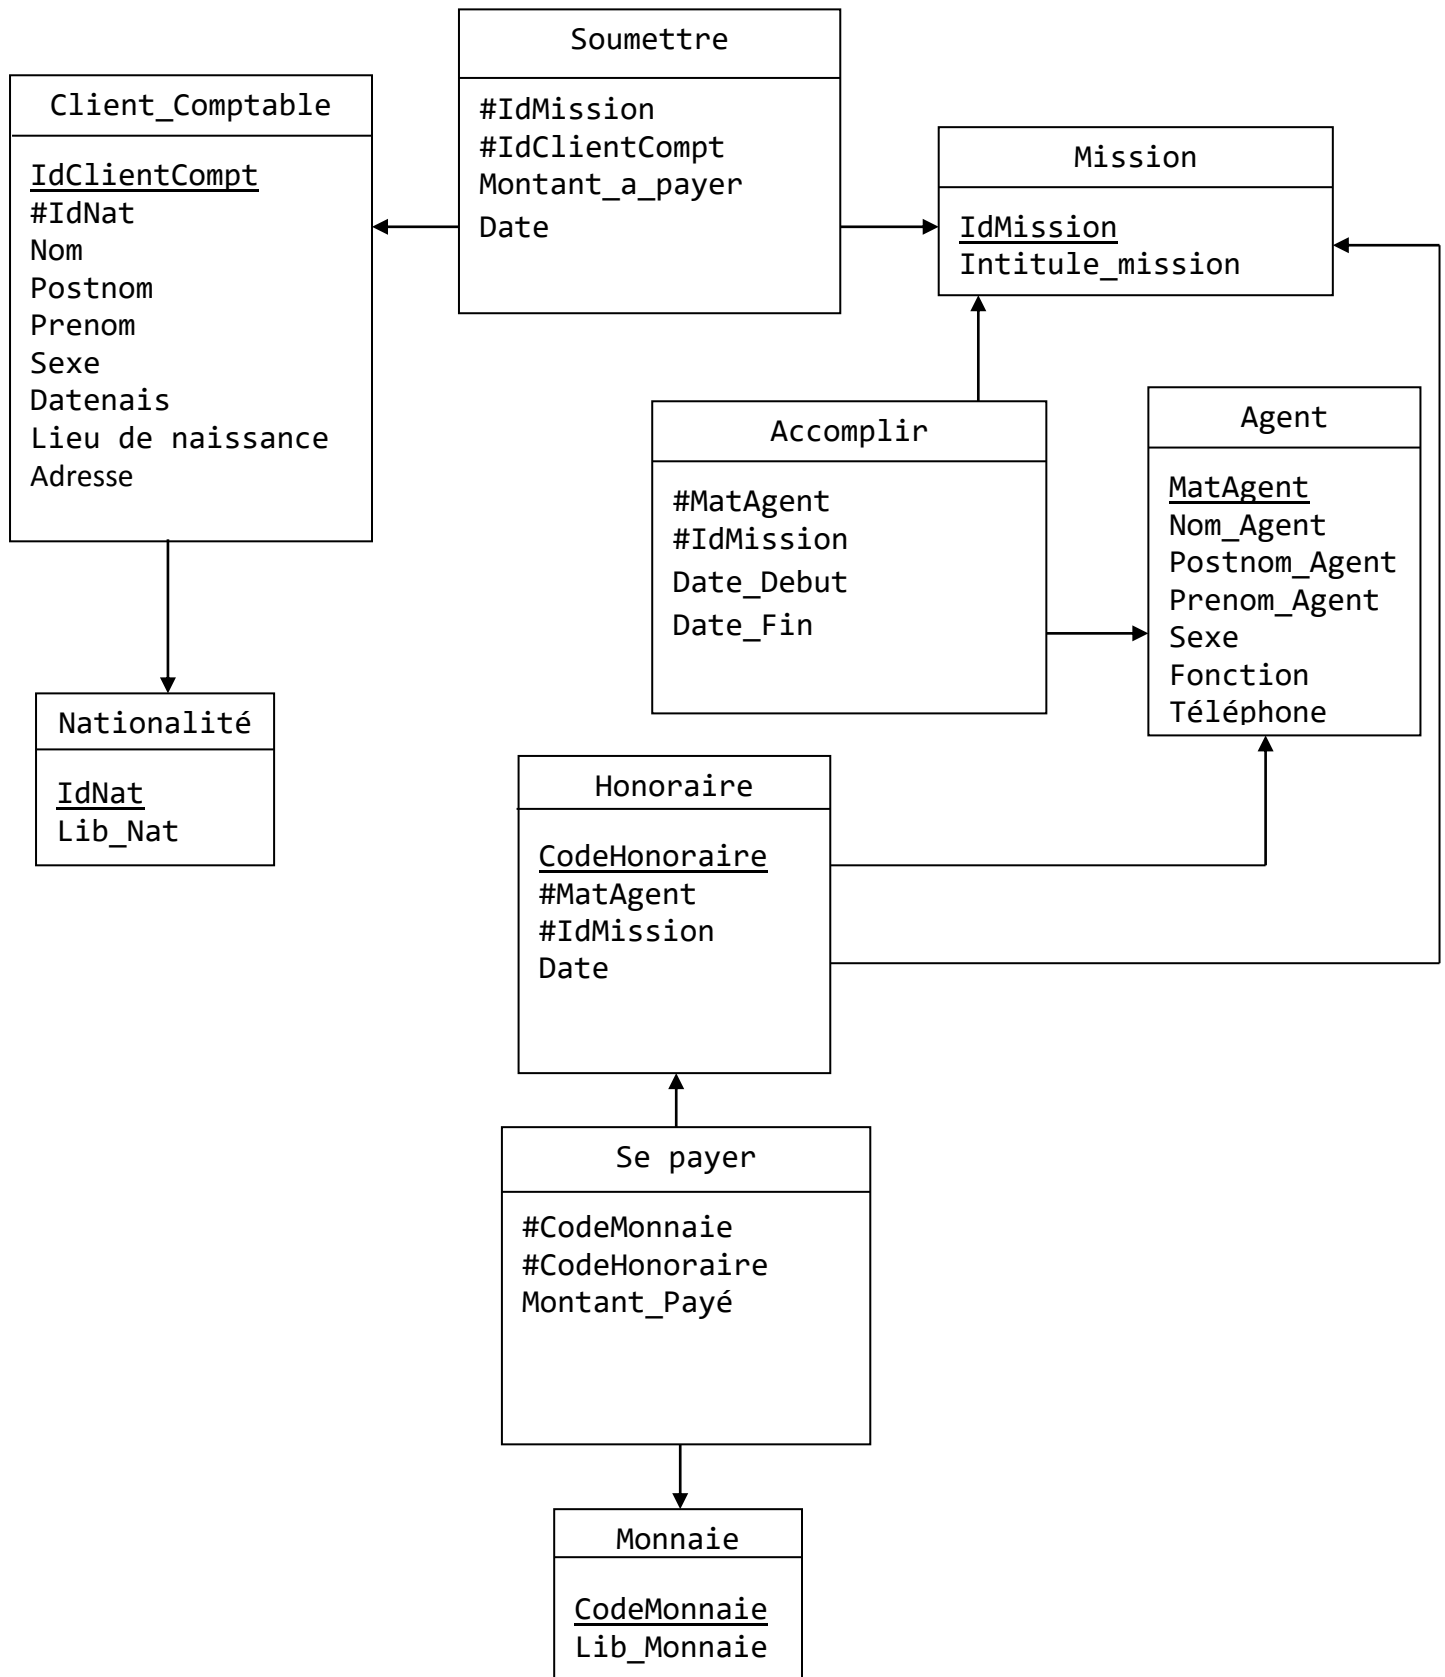 Soumettre
#IdMission
#IdClientCompt
Montant_a_payer
Date
Client_Comptable
IdClientCompt
#IdNat
Nom
Postnom
Prenom
Sexe
Datenais
Lieu de naissance
Adresse
Mission
IdMission
Intitule_mission
Accomplir
#MatAgent
#IdMission
Date_Debut
Date_Fin
Agent
MatAgent
Nom_Agent
Postnom_Agent
Prenom_Agent
Sexe
Fonction
Téléphone
Nationalité
IdNat
Lib_Nat
Honoraire
CodeHonoraire
#MatAgent
#IdMission
Date
Se payer
#CodeMonnaie
#CodeHonoraire
Montant_Payé
Monnaie
CodeMonnaie
Lib_Monnaie